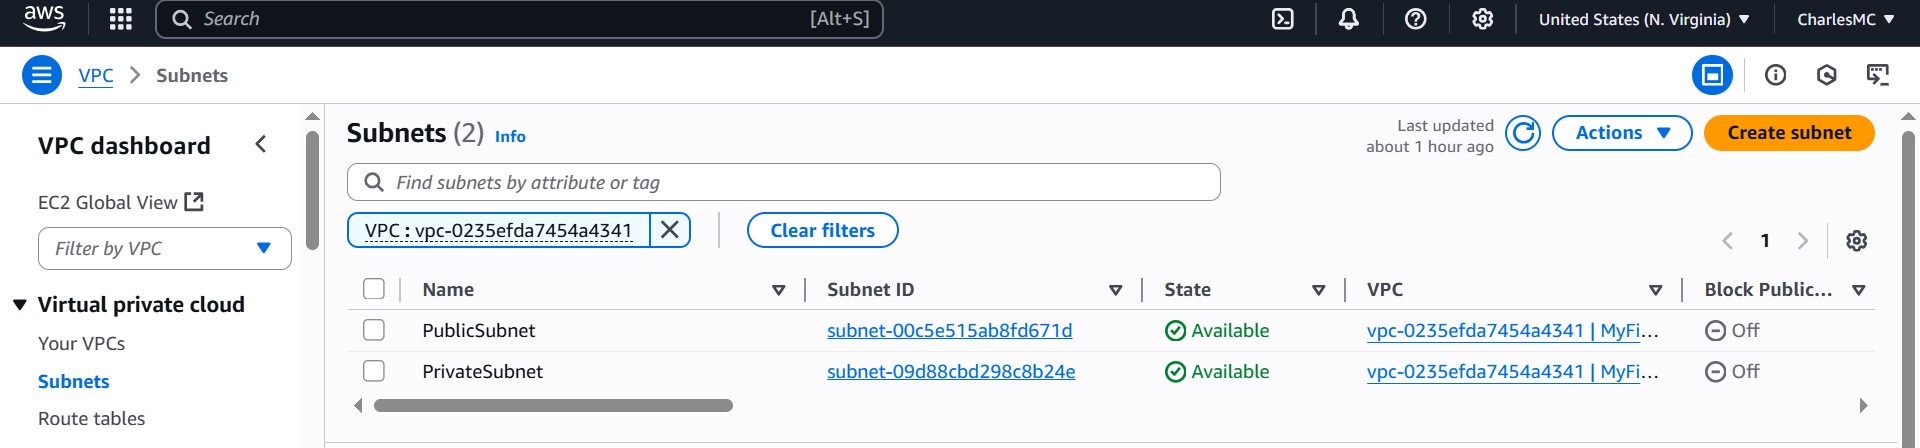 aws
Search [Alt+S]
United States (N. Virginia) ▼
CharlesMC ▼
VPC > Subnets
VPC dashboard
EC2 Global View
Filter by VPC
Virtual private cloud
Your VPCs
Subnets
Route tables
Subnets (2) Info
Last updated
about 1 hour ago
Actions
Create subnet
Find subnets by attribute or tag
VPC : vpc-0235efda7454a4341
Clear filters
1
Name Subnet ID State VPC Block Public...
PublicSubnet subnet-00c5e515ab8fd671d Available vpc-0235efda7454a4341 | MyFi... Off
PrivateSubnet subnet-09d88cbd298c8b24e Available vpc-0235efda7454a4341 | MyFi... Off